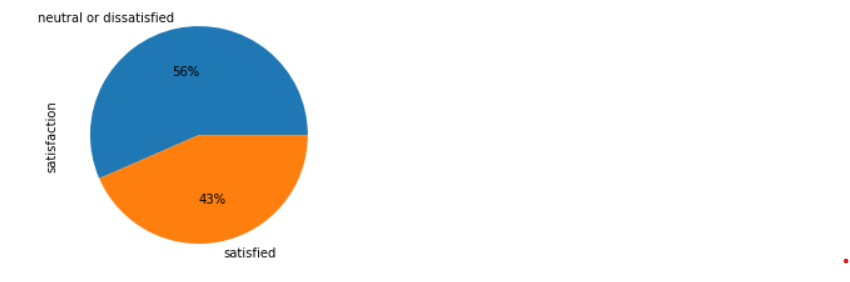 neutral or dissatisfied
56%
satisfaction
43%
satisfied